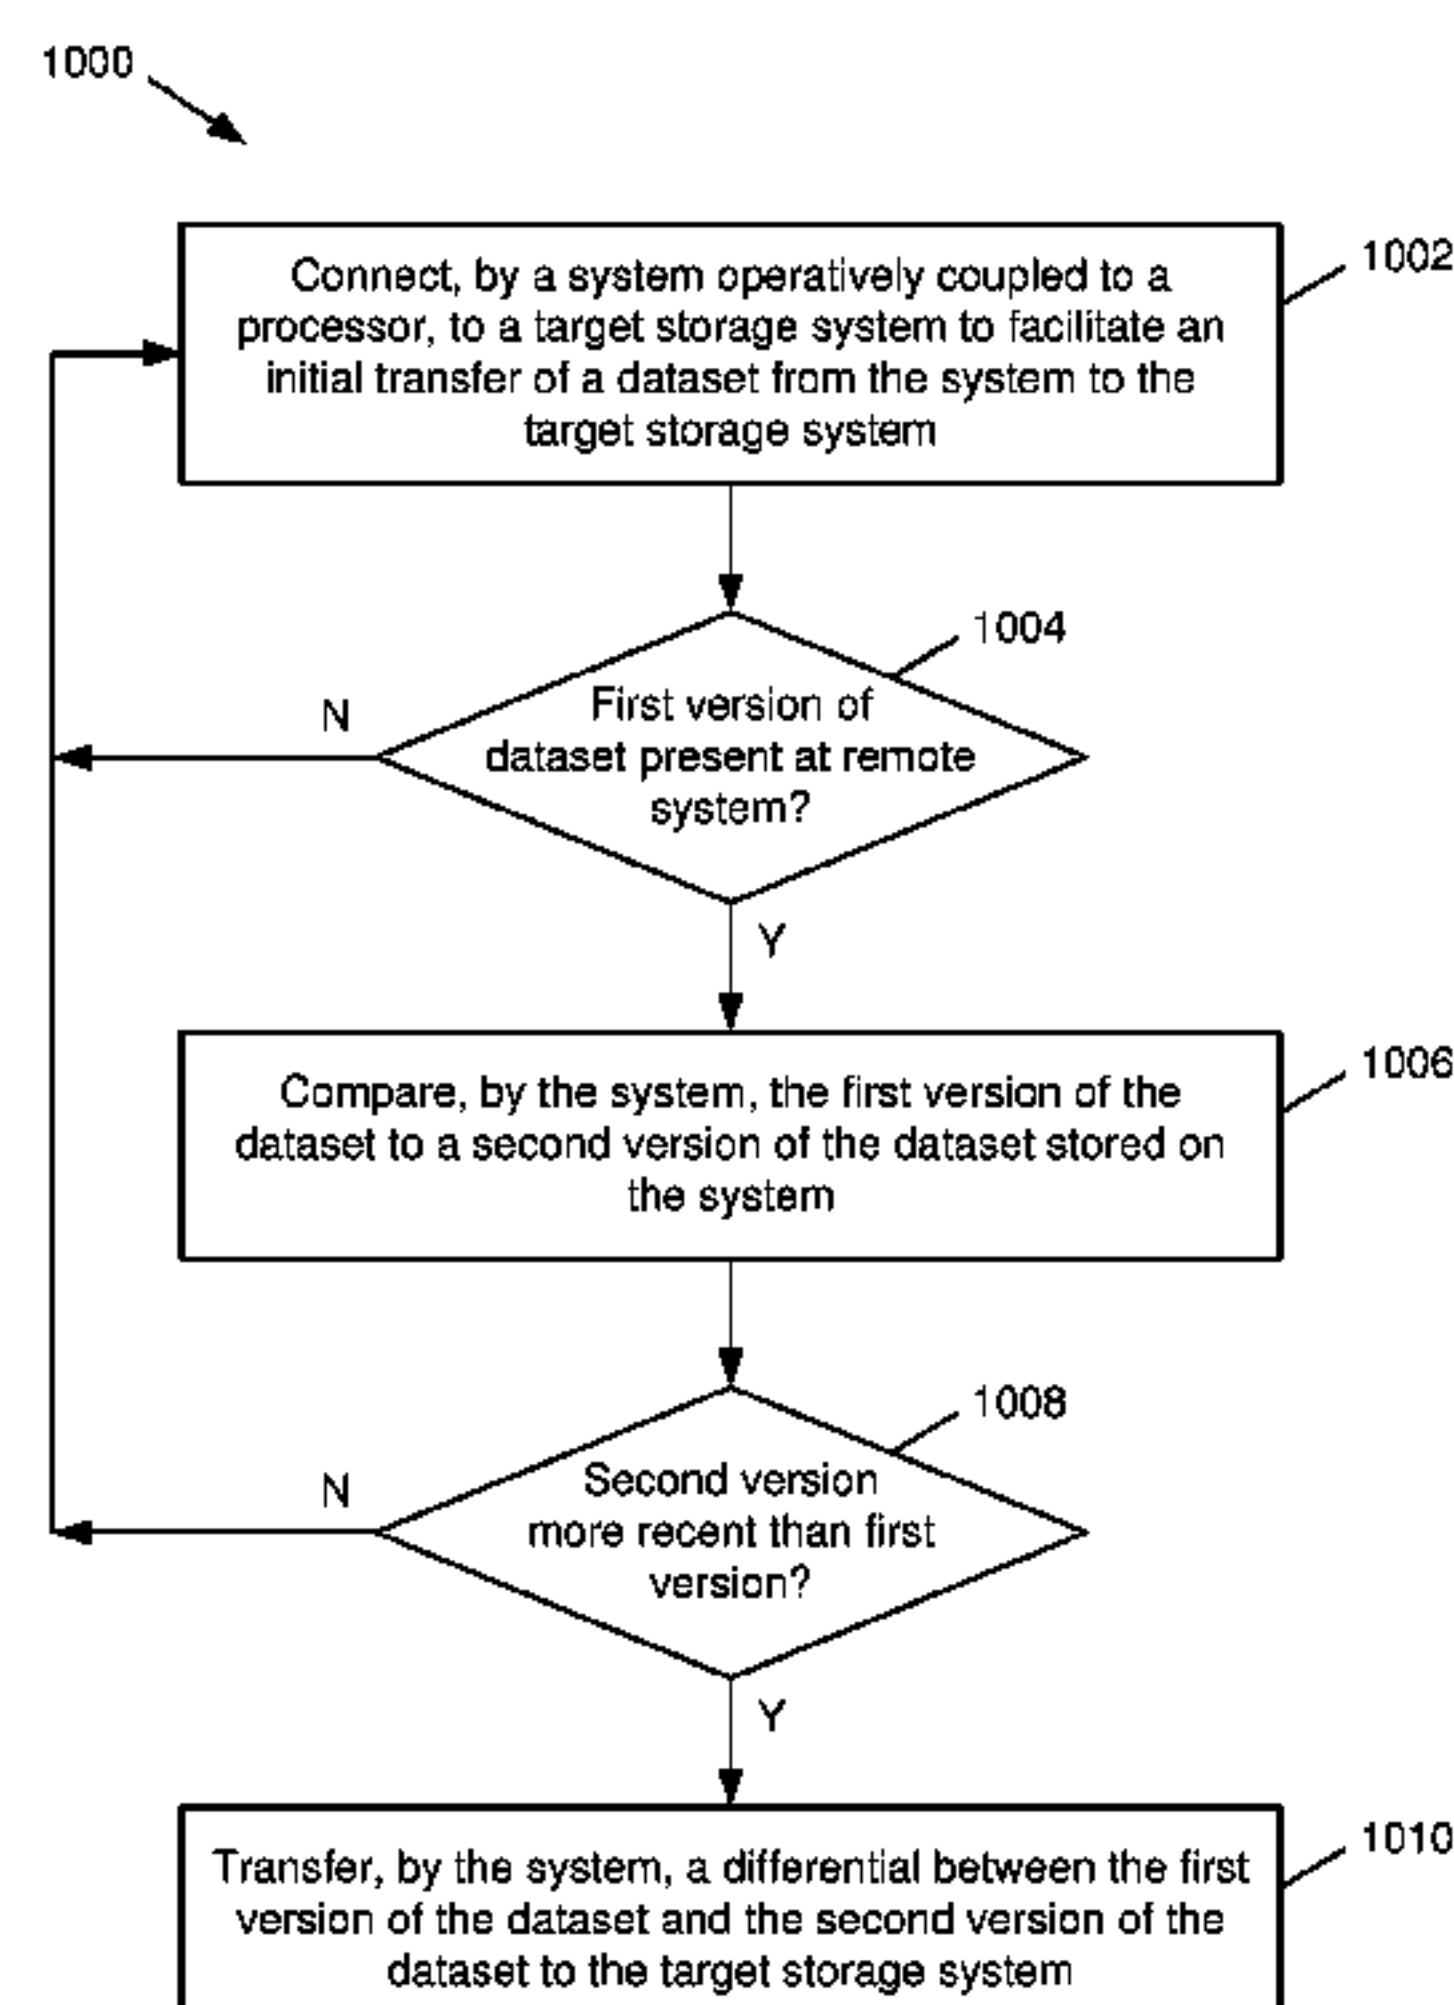 1000
Connect, by a system operatively coupled to a
processor, to a target storage system to facilitate an
initial transfer of a dataset from the system to the
target storage system
1002
1004
First version of
dataset present at remote
system?
N
Y
Compare, by the system, the first version of the
dataset to a second version of the dataset stored on
the system
1006
1008
Second version
more recent than first
version?
N
Y
Transfer, by the system, a differential between the first
version of the dataset and the second version of the
dataset to the target storage system
1010